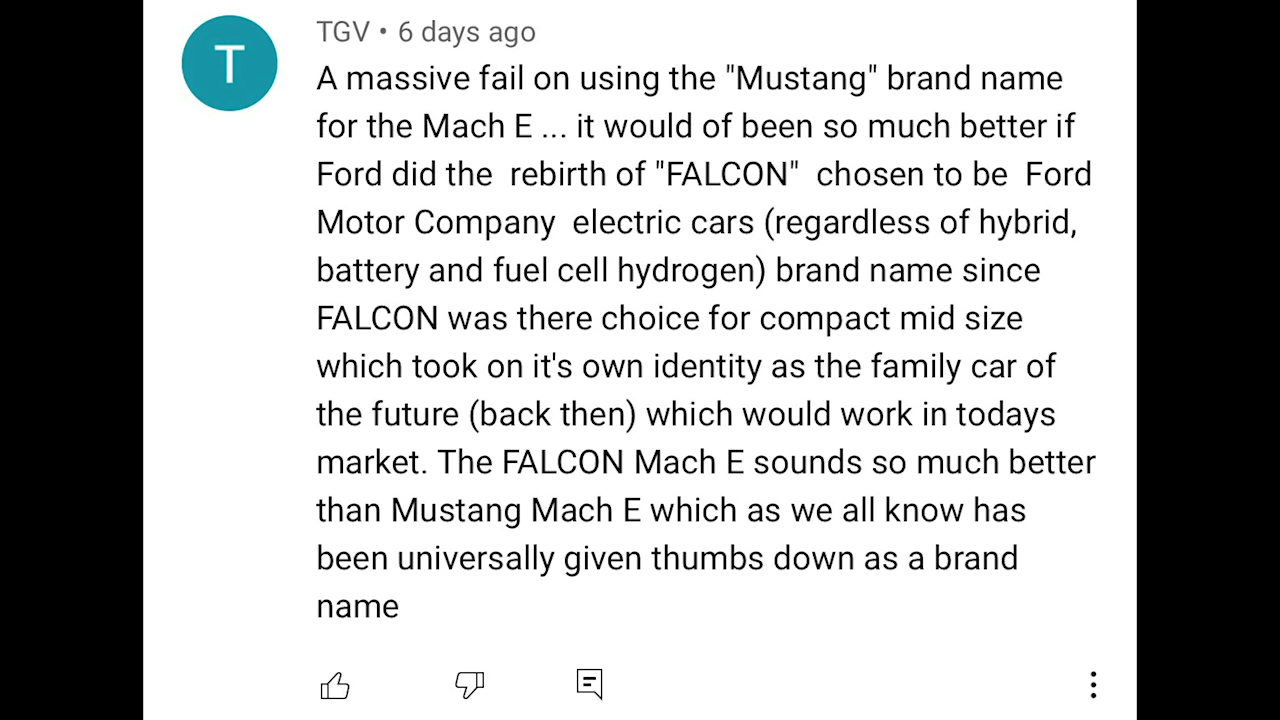 T
TGV • 6 days ago
A massive fail on using the "Mustang" brand name
for the Mach E ... it would of been so much better if
Ford did the  rebirth of "FALCON"  chosen to be  Ford
Motor Company  electric cars (regardless of hybrid,
battery and fuel cell hydrogen) brand name since
FALCON was there choice for compact mid size
which took on it's own identity as the family car of
the future (back then) which would work in todays
market. The FALCON Mach E sounds so much better
than Mustang Mach E which as we all know has
been universally given thumbs down as a brand
name